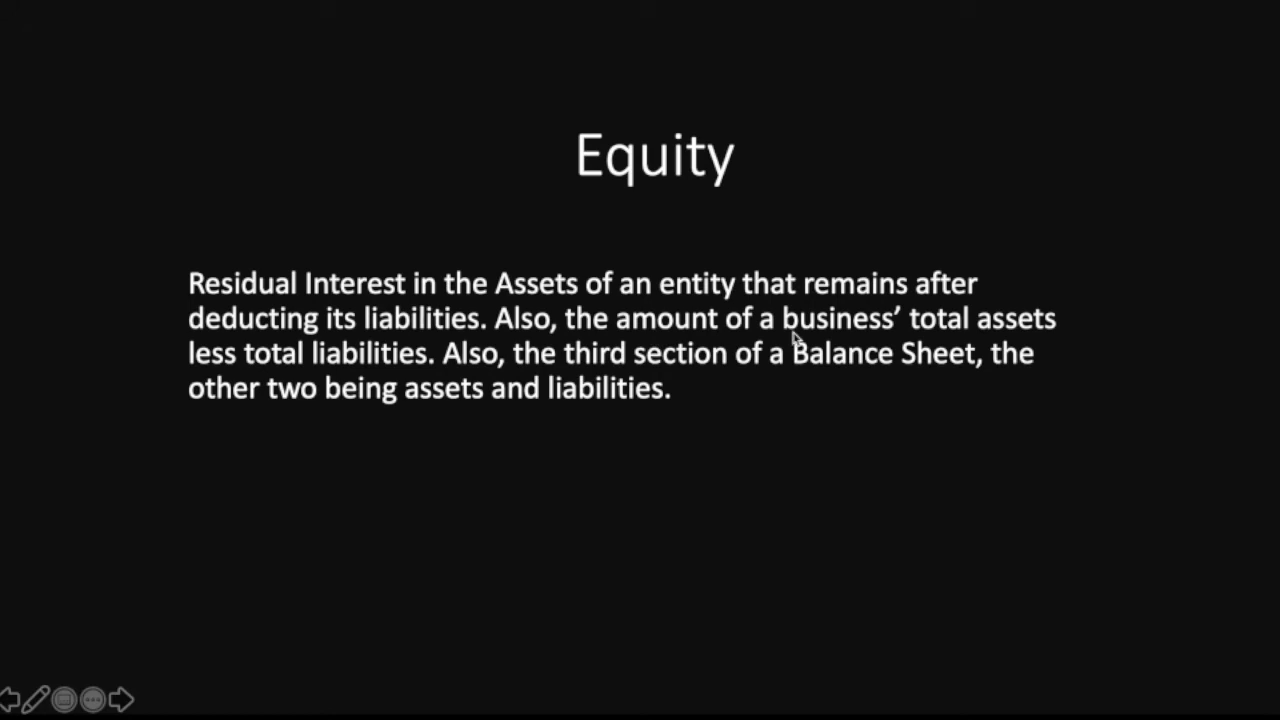 Equity
Residual Interest in the Assets of an entity that remains after
deducting its liabilities. Also, the amount of a business’ total assets
less total liabilities. Also, the third section of a Balance Sheet, the
other two being assets and liabilities.